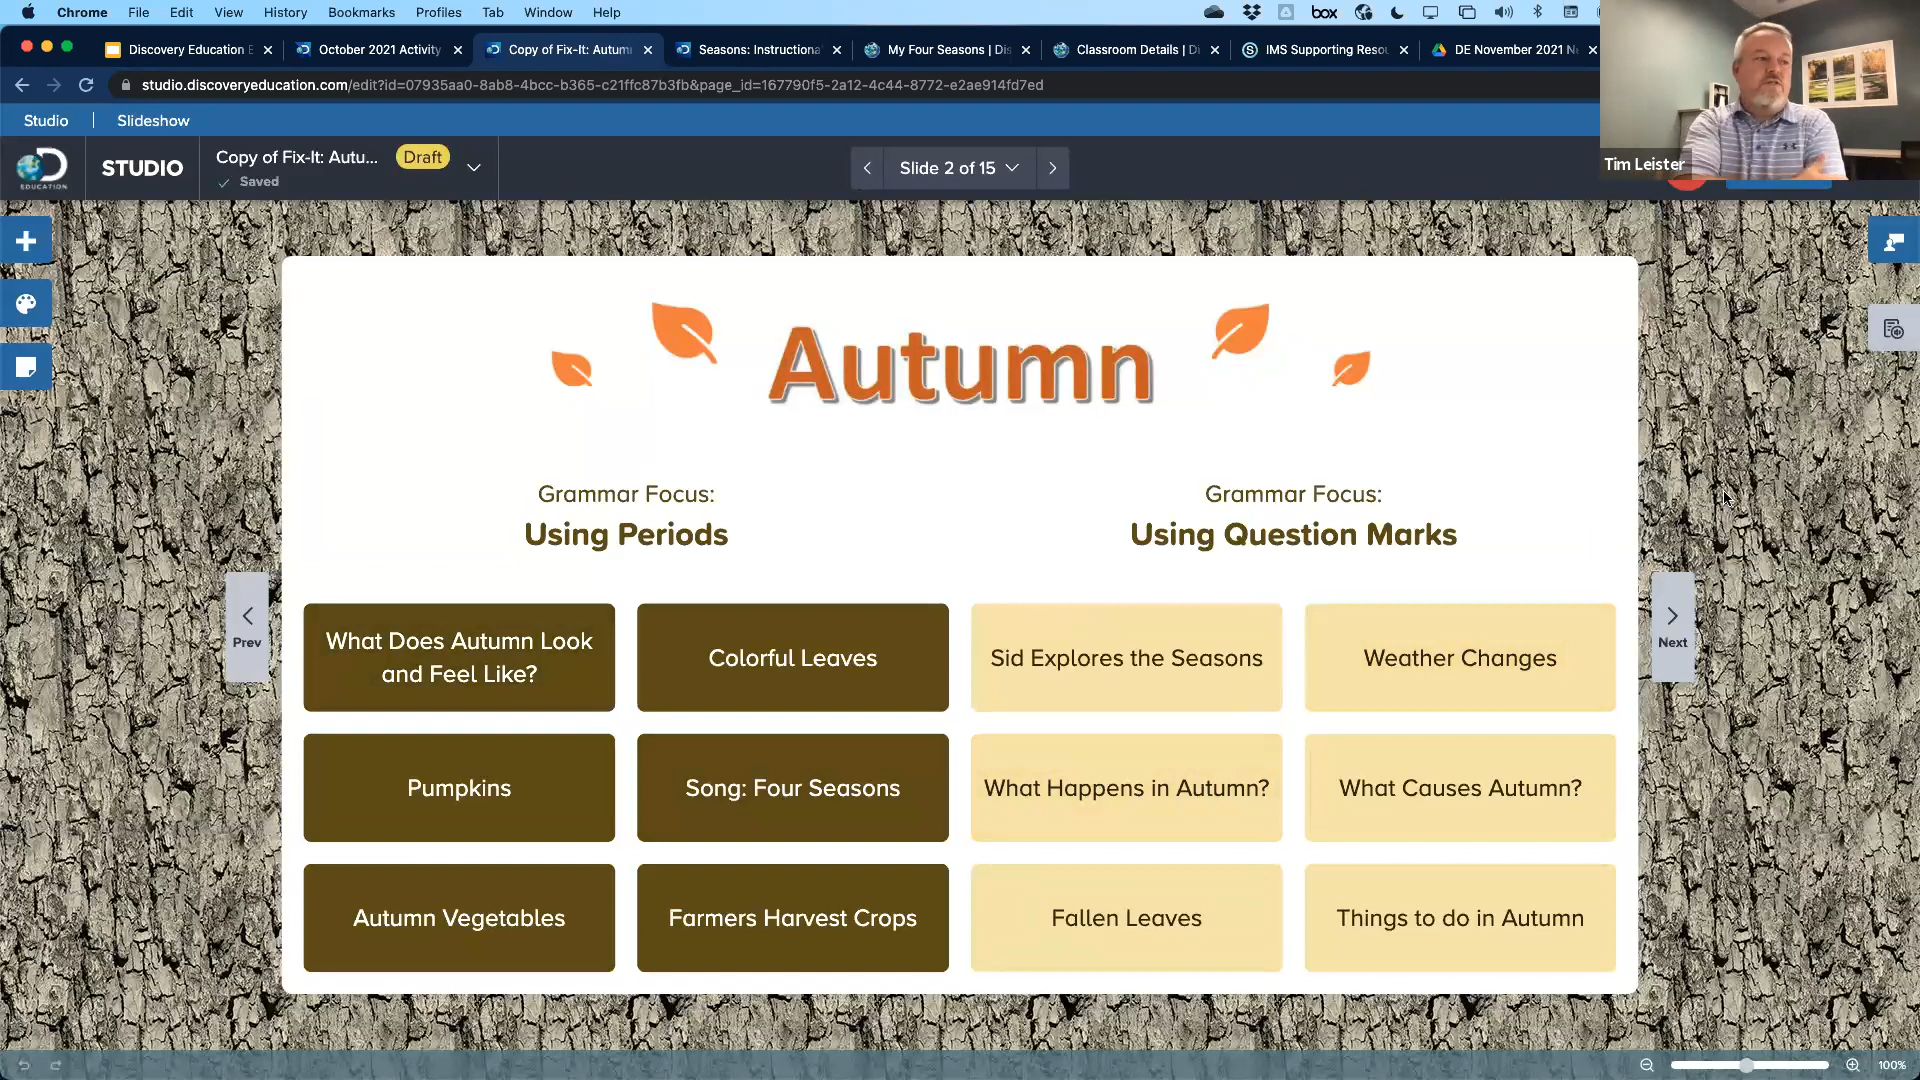 Chrome File Edit View History Bookmarks Profiles Tab Window Help
box
Discovery Education E
October 2021 Activity
Copy of Fix-It: Autum
Seasons: Instructiona
My Four Seasons | Dis
Classroom Details | Di
IMS Supporting Resou
DE November 2021 N
studio.discoveryeducation.com/edit?id=07935aa0-8ab8-4bcc-b365-c21ffc87b3fb&page_id=167790f5-2a12-4c44-8772-e2ae914fd7ed
Studio | Slideshow
Tim Leister
EDUCATION
STUDIO
Copy of Fix-It: Autu...
Draft
Saved
Slide 2 of 15
Autumn
Grammar Focus:
Using Periods
Grammar Focus:
Using Question Marks
Prev
Next
What Does Autumn Look
and Feel Like?
Colorful Leaves
Sid Explores the Seasons
Weather Changes
Pumpkins
Song: Four Seasons
What Happens in Autumn?
What Causes Autumn?
Autumn Vegetables
Farmers Harvest Crops
Fallen Leaves
Things to do in Autumn
100%